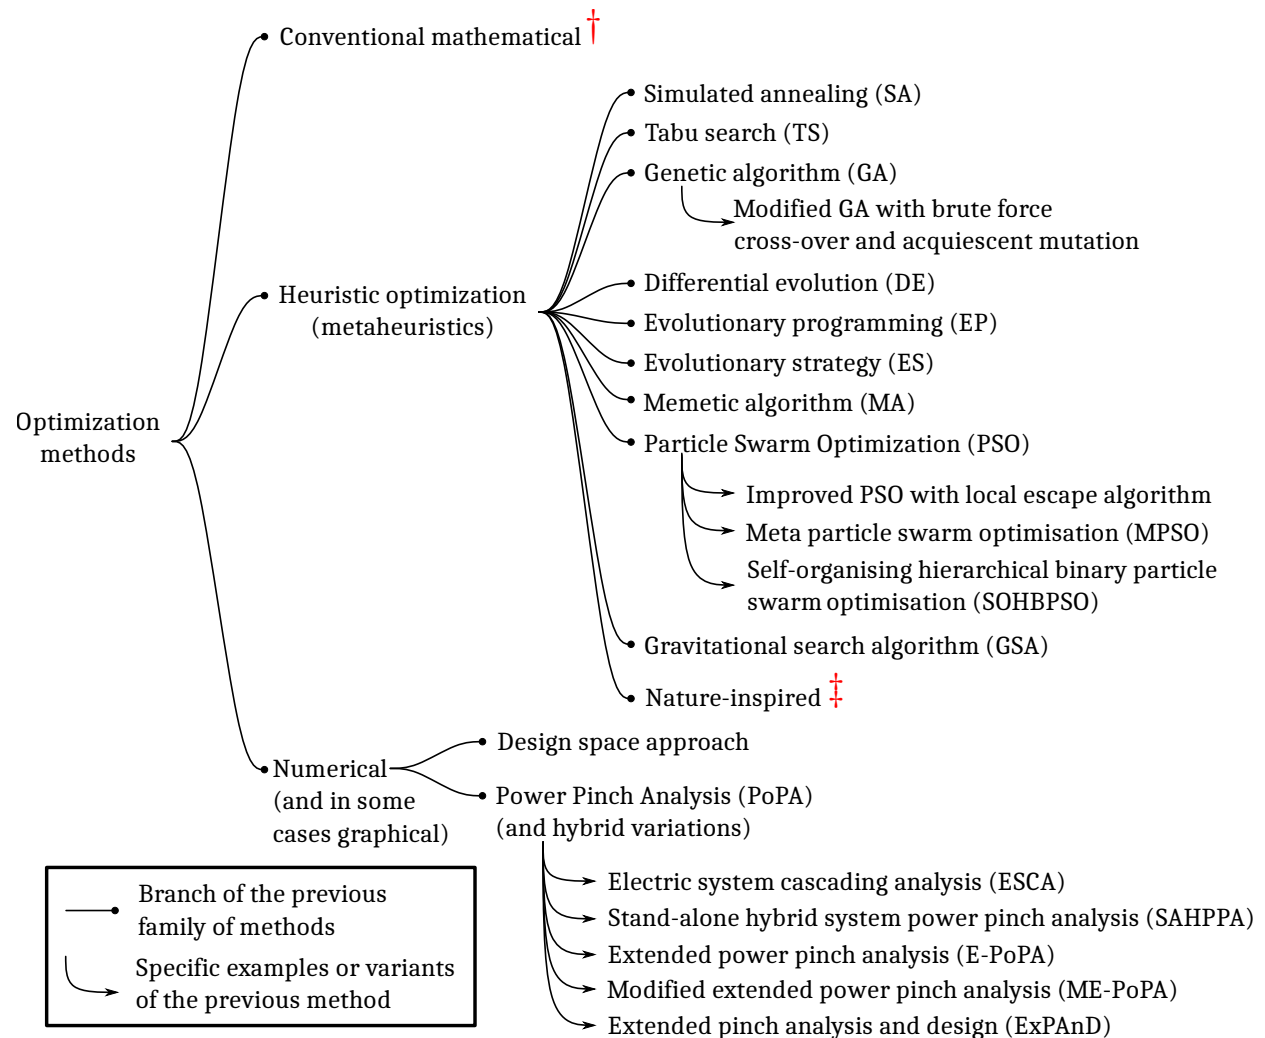 Conventional mathematical †
Simulated annealing (SA)
Tabu search (TS)
Genetic algorithm (GA)
Modified GA with brute force
cross-over and acquiescent mutation
Differential evolution (DE)
Heuristic optimization
(metaheuristics)
Evolutionary programming (EP)
Evolutionary strategy (ES)
Memetic algorithm (MA)
Optimization
methods
Particle Swarm Optimization (PSO)
Improved PSO with local escape algorithm
Meta particle swarm optimisation (MPSO)
Self-organising hierarchical binary particle
swarm optimisation (SOHBPSO)
Gravitational search algorithm (GSA)
Nature-inspired ‡
Design space approach
Numerical
(and in some
cases graphical)
Power Pinch Analysis (PoPA)
(and hybrid variations)
Electric system cascading analysis (ESCA)
Stand-alone hybrid system power pinch analysis (SAHPPA)
Extended power pinch analysis (E-PoPA)
Modified extended power pinch analysis (ME-PoPA)
Extended pinch analysis and design (ExPAnD)
Branch of the previous
family of methods
Specific examples or variants
of the previous method